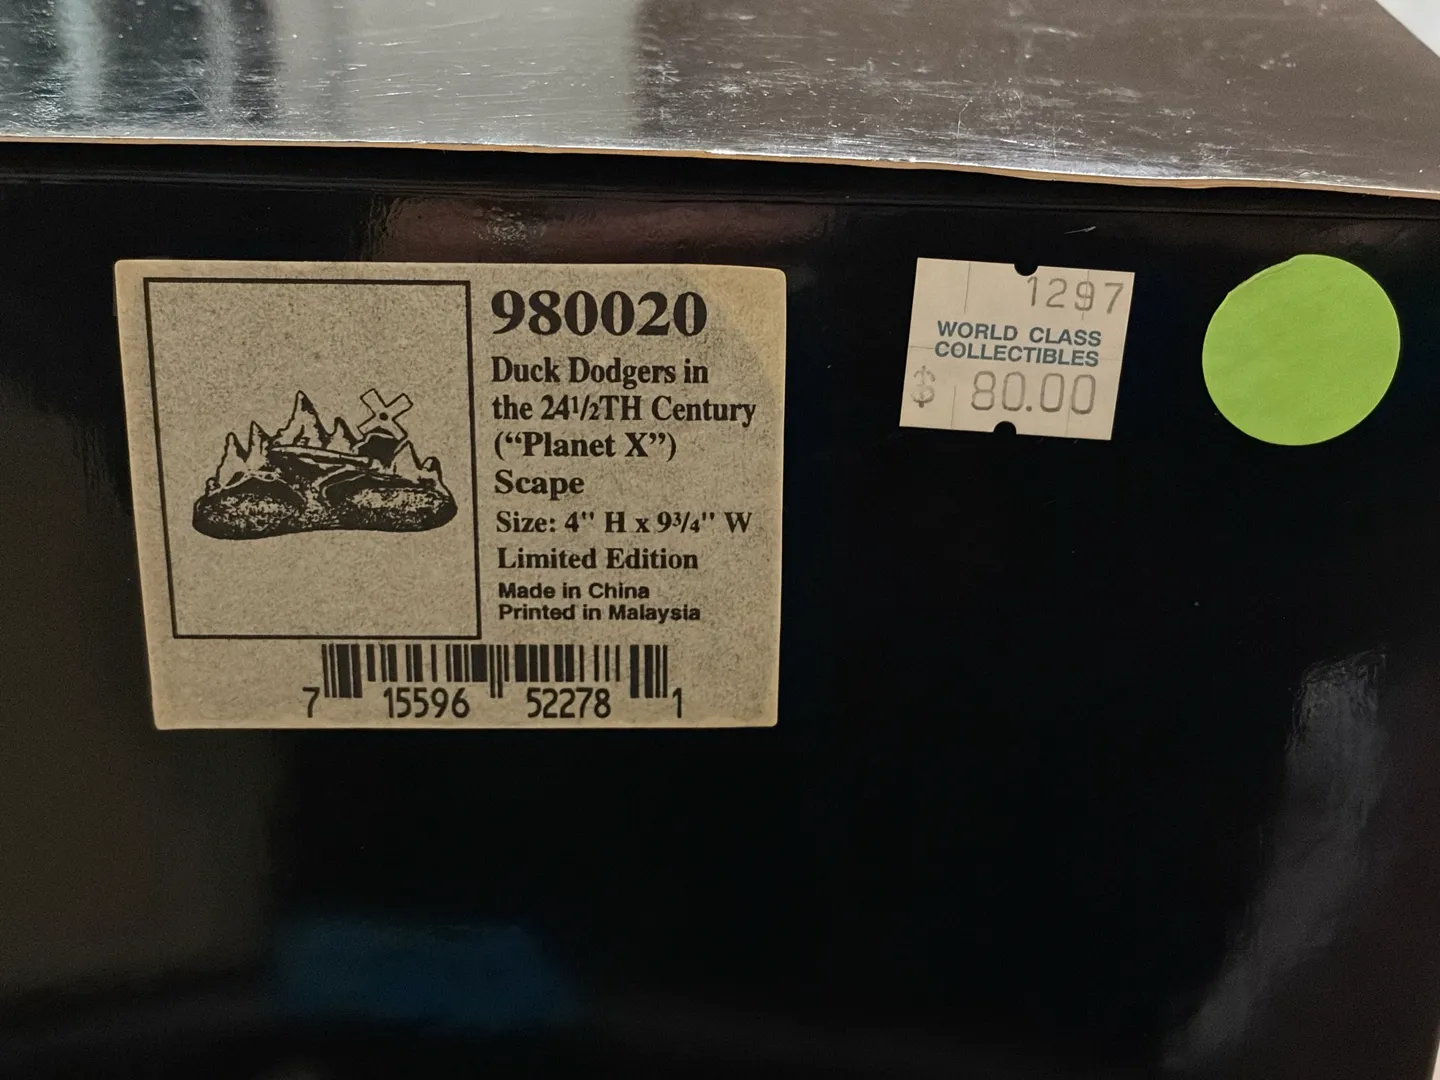 980020
Duck Dodgers in
the 24½TH Century
(“Planet X”)
Scape
Size: 4" H x 9¾" W
Limited Edition
Made in China
Printed in Malaysia
7 15596 52278 1
1297
WORLD CLASS
COLLECTIBLES
$ 80.00